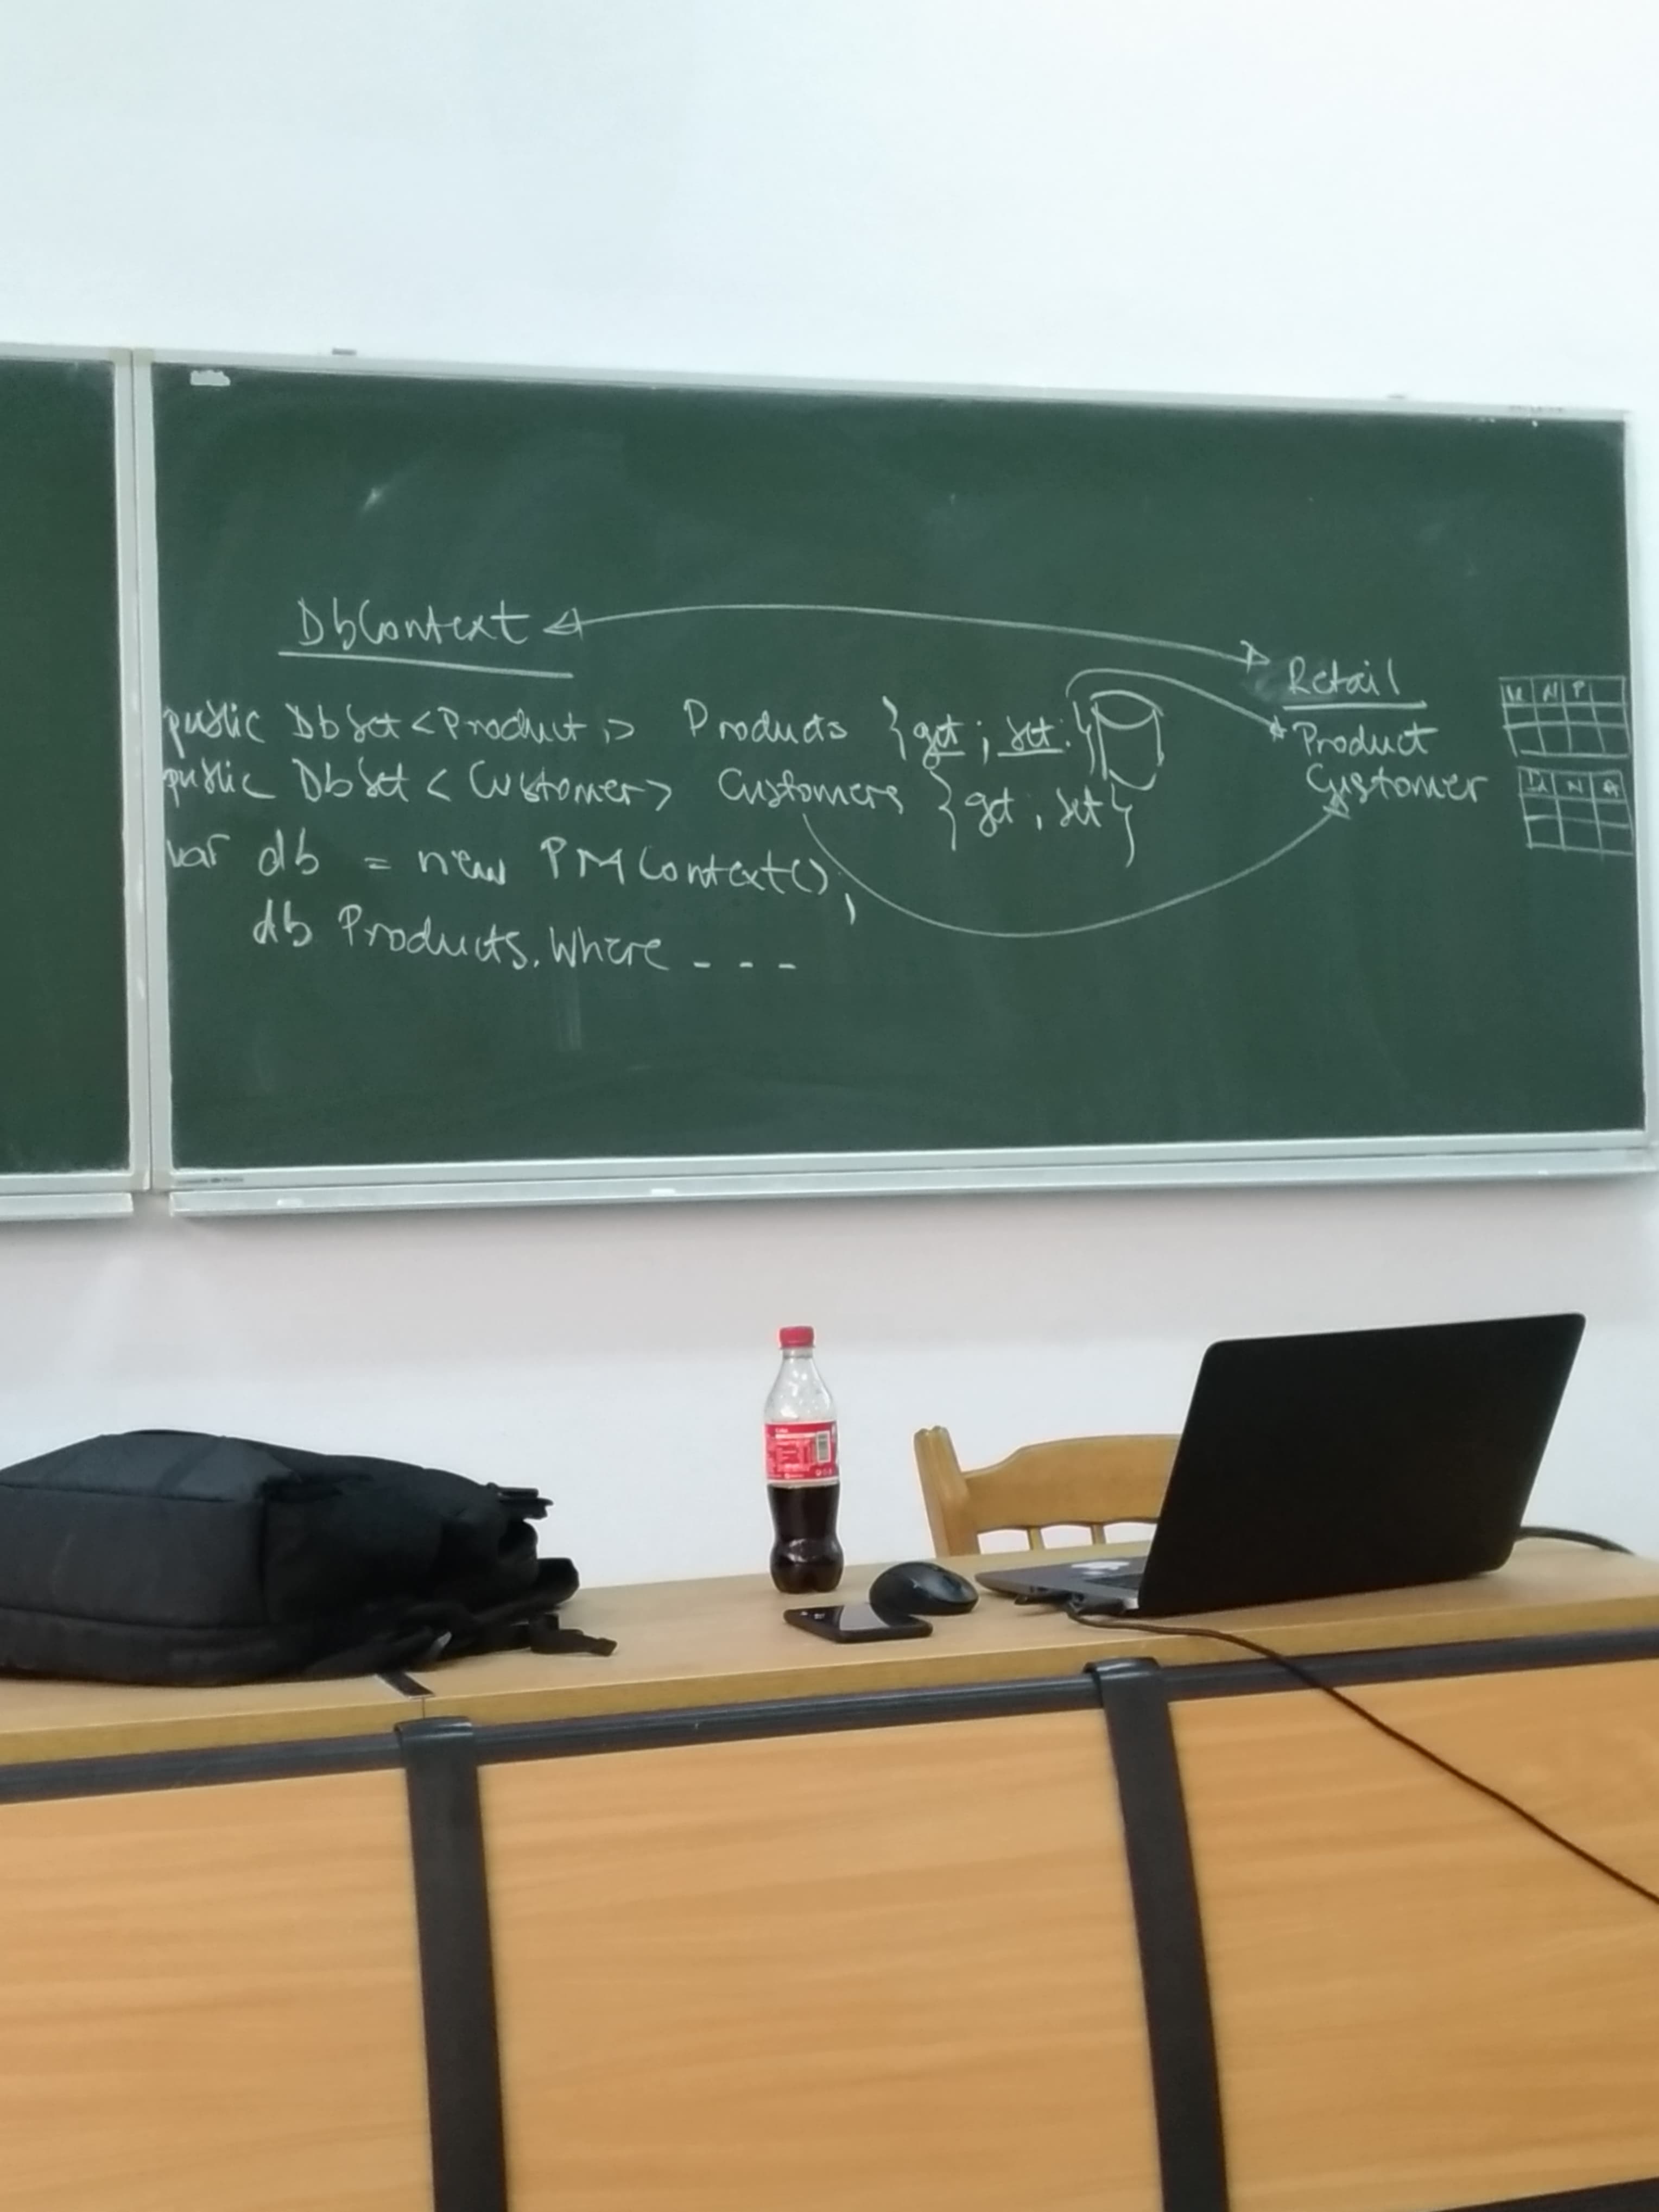 DbContext
Retail
public DbSet<Product> Products {get; set;}
Product
public DbSet<Customer> Customers {get, set}
Customer
var db = new PMContext();
db Products.Where - - -
Id N P
Id N A